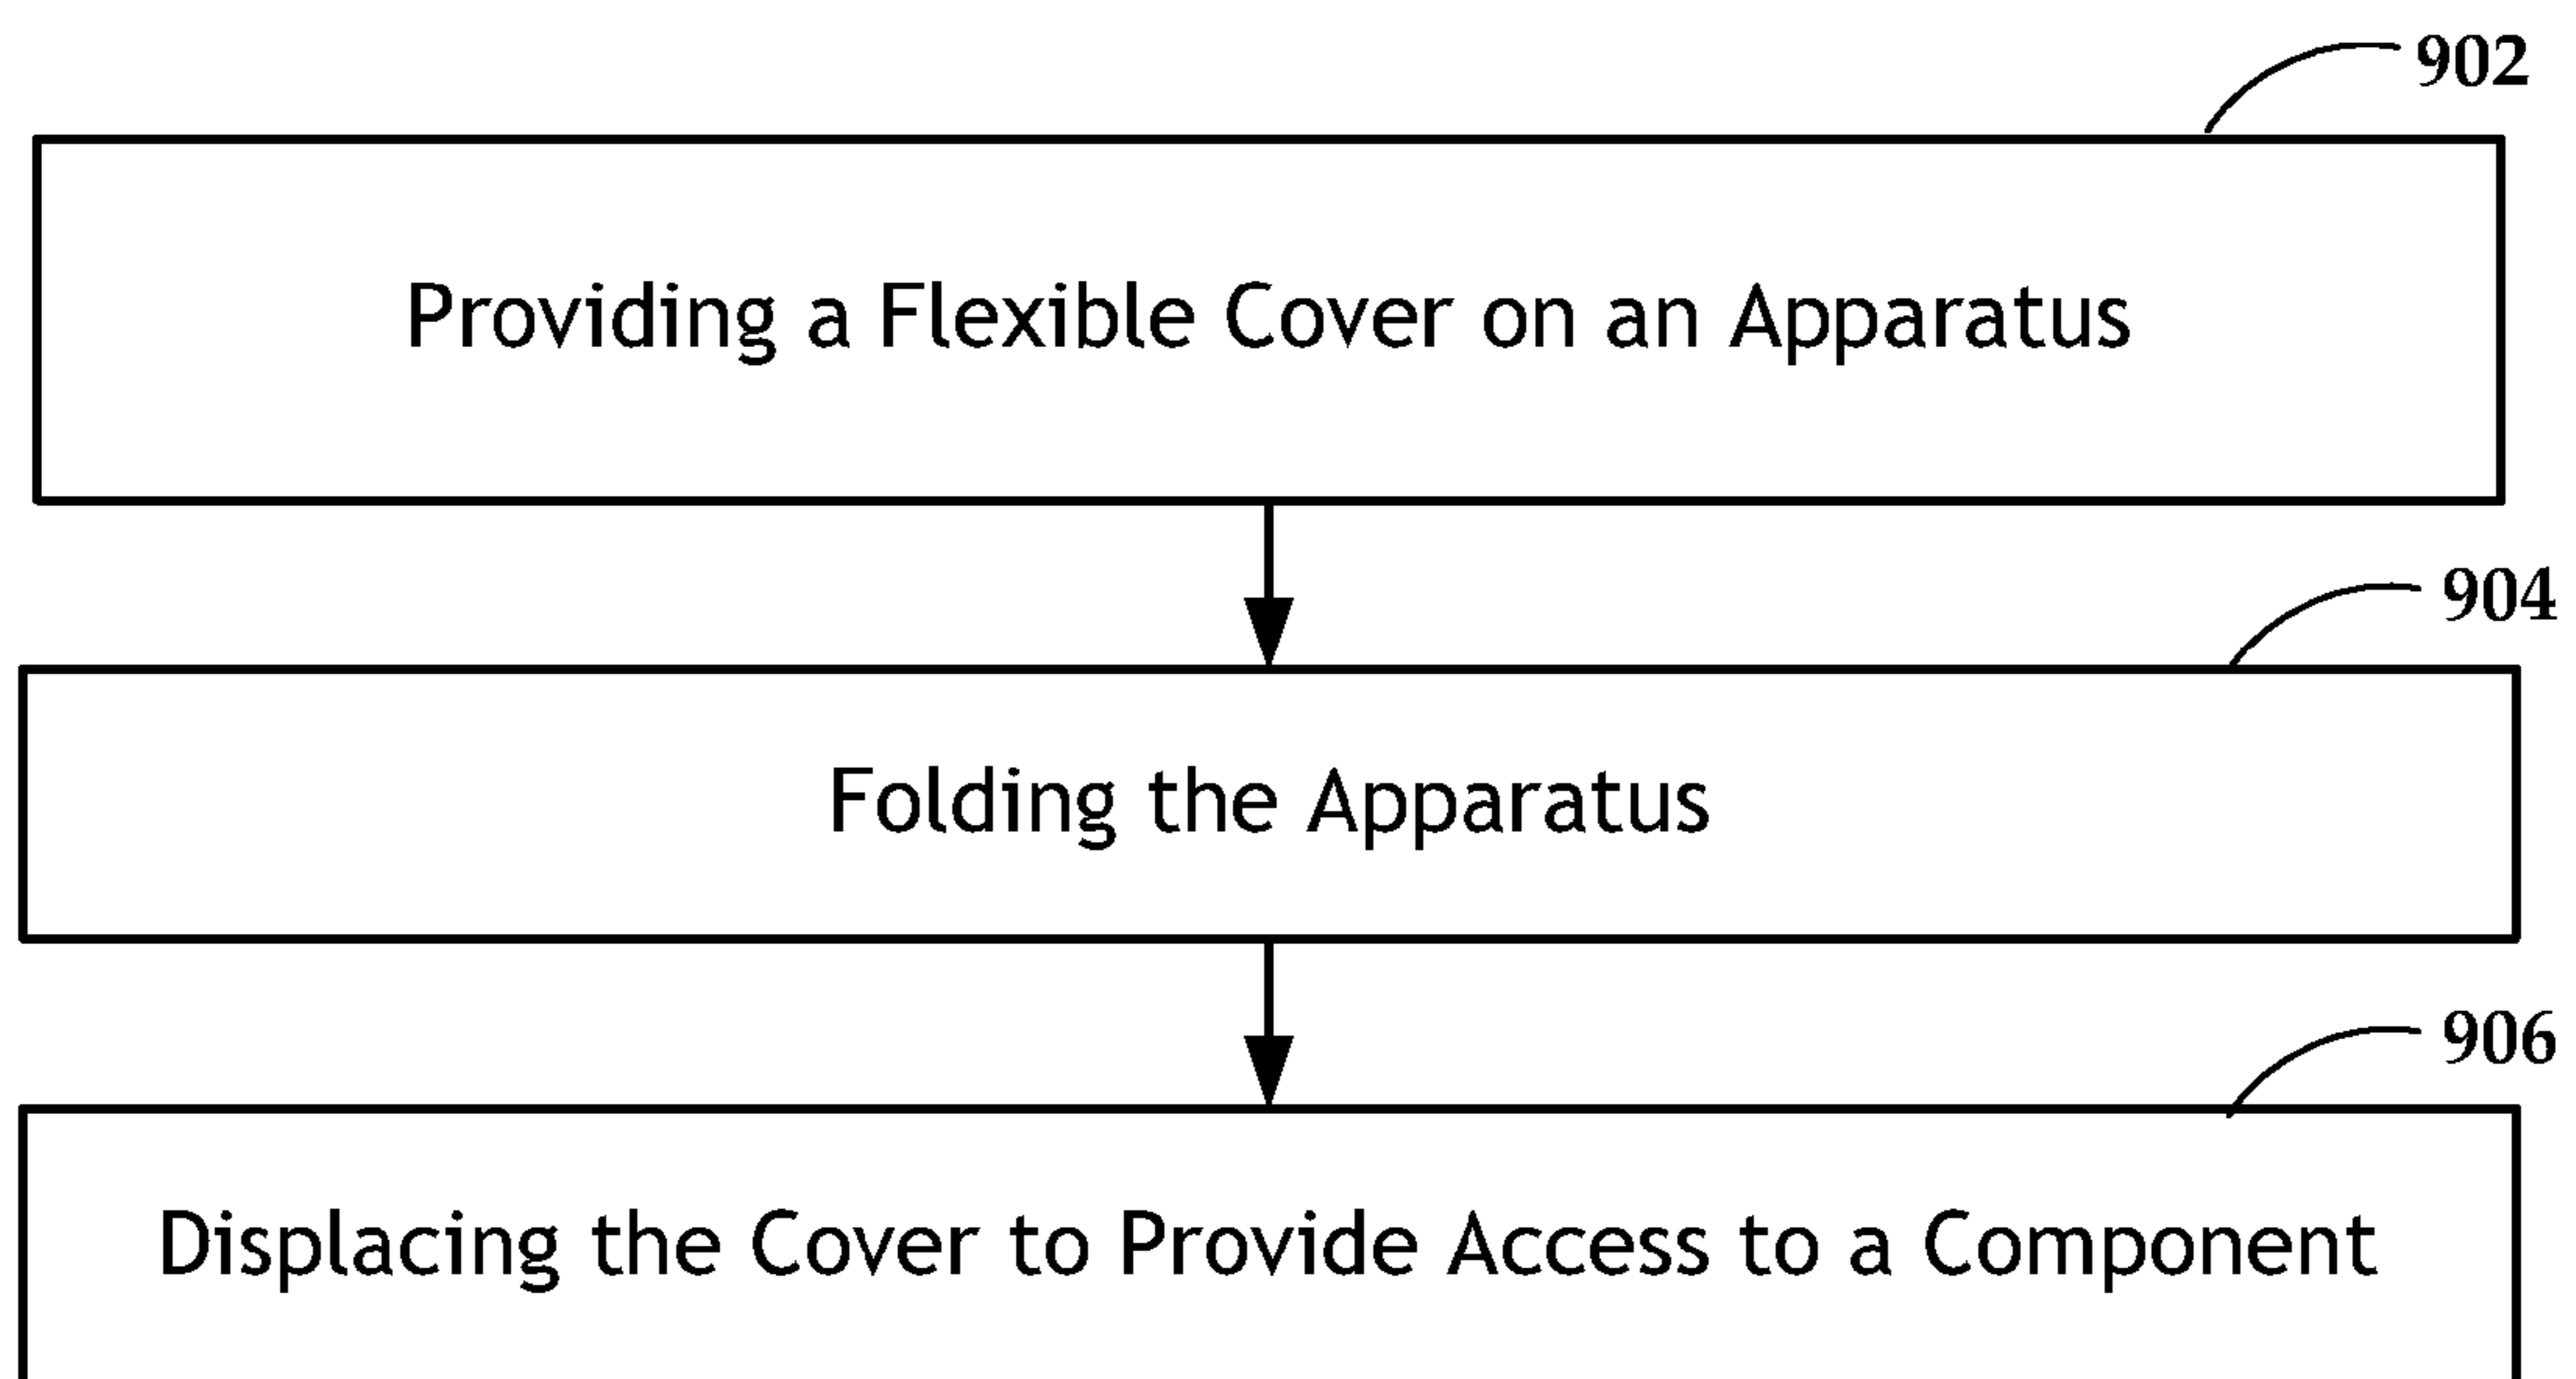 902
Providing a Flexible Cover on an Apparatus
904
Folding the Apparatus
906
Displacing the Cover to Provide Access to a Component